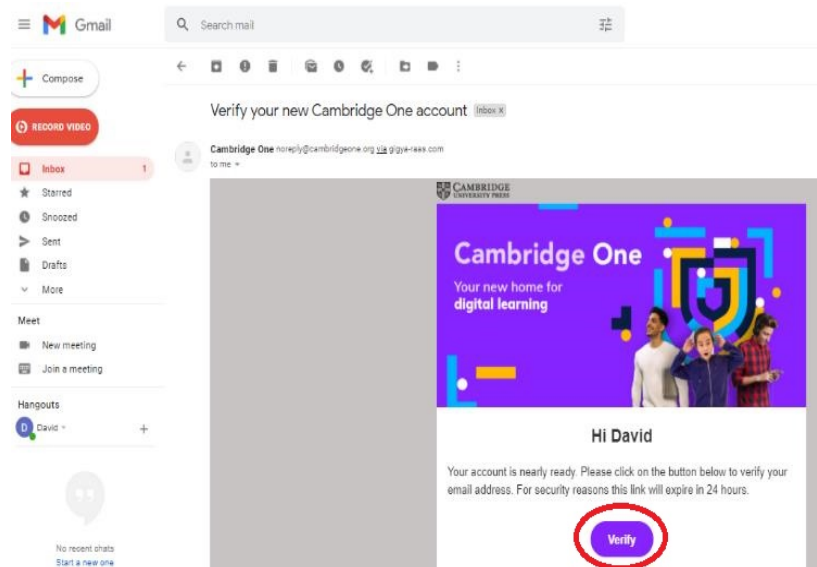 Gmail
Search mail
Compose
RECORD VIDEO
Inbox 1
Starred
Snoozed
Sent
Drafts
More
Meet
New meeting
Join a meeting
Hangouts
D David
No recent chats
Start a new one
Verify your new Cambridge One account Inbox x
Cambridge One noreply@cambridgeone.org via gigya-raas.com
to me
CAMBRIDGE
UNIVERSITY PRESS
Cambridge One
Your new home for
digital learning
Hi David
Your account is nearly ready. Please click on the button below to verify your
email address. For security reasons this link will expire in 24 hours.
Verify